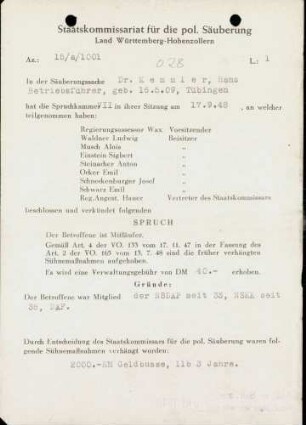 Staatskommissariat für die pol. Säuberung
Land Württemberg-Hohenzollern
Az.: 15/A/1001
028
L: 1
In der Säuberungssache Dr. Kessler, Hans
Betriebsführer, geb. 16.5.09, Tübingen
hat die Spruchkammer II in ihrer Sitzung am 17.9.48 , an welcher
teilgenommen haben:
Regierungsassessor Wax Vorsitzender
Waldner Ludwig Beisitzer
Musch Alois „
Einstein Sigbert „
Steinacher Anton „
Osker Emil „
Schneckenburger Josef „
Schwarz Emil „
Reg.Angest. Hauer Vertreter des Staatskommissars
beschlossen und verkündet folgenden
SPRUCH
Der Betroffene ist Mitläufer.
Gemäß Art. 4 der VO. 133 vom 17. 11. 47 in der Fassung des
Art. 2 der VO. 165 vom 13. 7. 48 sind die früher verhängten
Sühnemaßnahmen aufgehoben.
Es wird eine Verwaltungsgebühr von DM 40.- erhoben.
Gründe:
Der Betroffene war Mitglied der NSDAP seit 33, NSKK seit
DAF.
Durch Entscheidung des Staatskommissars für die pol. Säuberung waren fol-
gende Sühnemaßnahmen verhängt worden:
2000.-RM Geldbusse, 11b 3 Jahre.